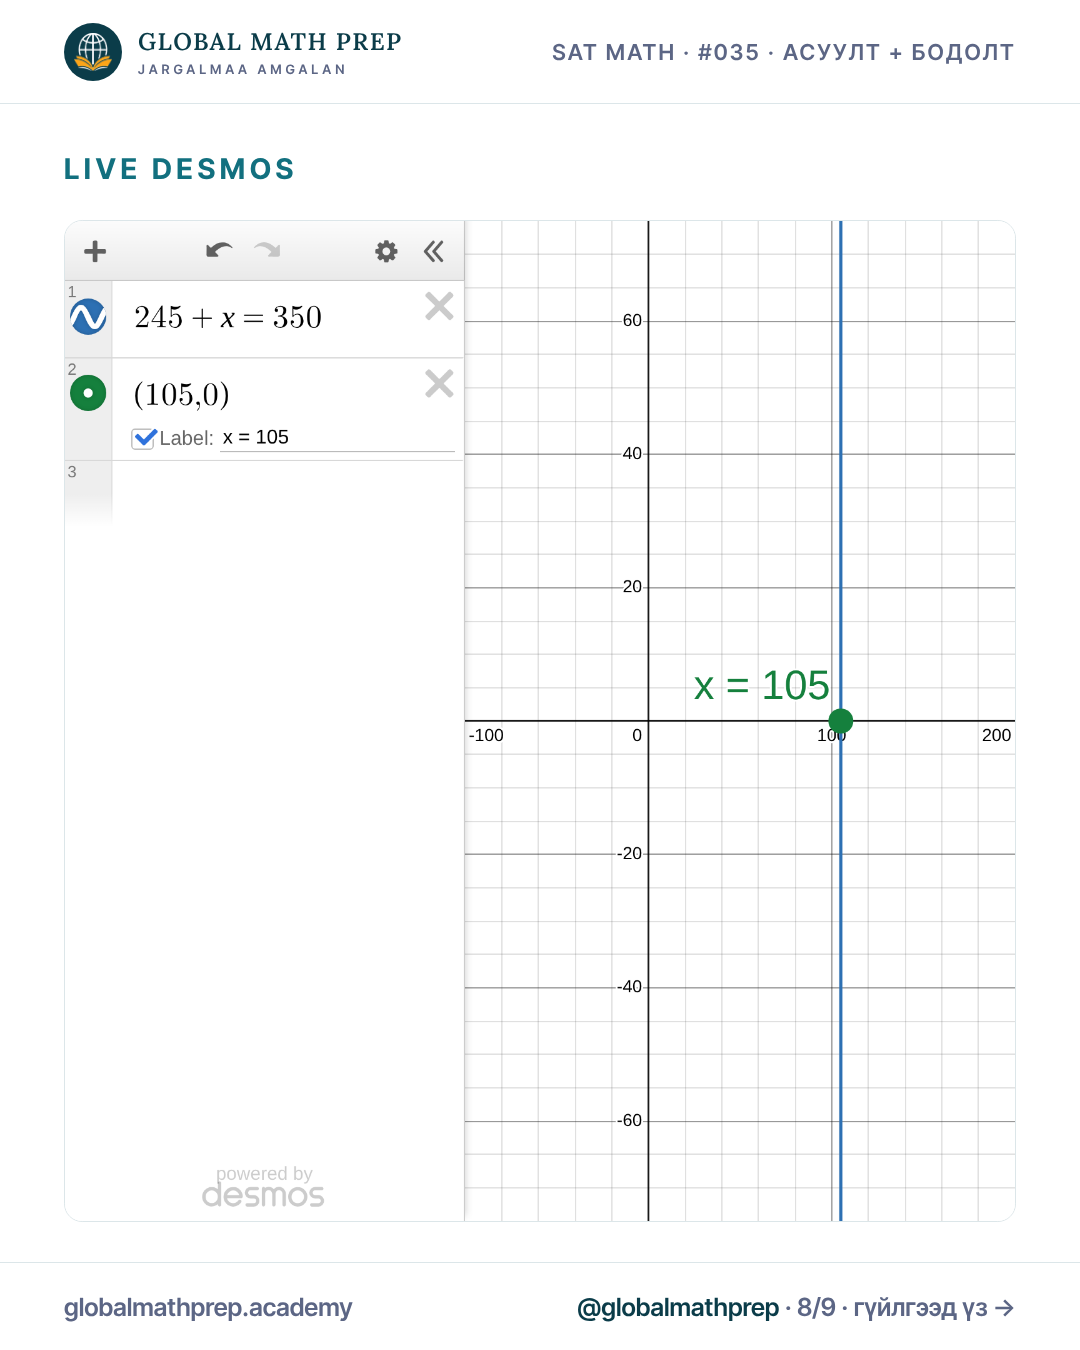 GLOBAL MATH PREP
JARGALMAA AMGALAN
SAT MATH · #035 · АСУУЛТ + БОДОЛТ
LIVE DESMOS
1
245 + x = 350
2
(105,0)
Label: x = 105
3
powered by
desmos
60
40
20
x = 105
-100 0 100 200
-20
-40
-60
globalmathprep.academy
@globalmathprep · 8/9 · гүйлгээд үз →